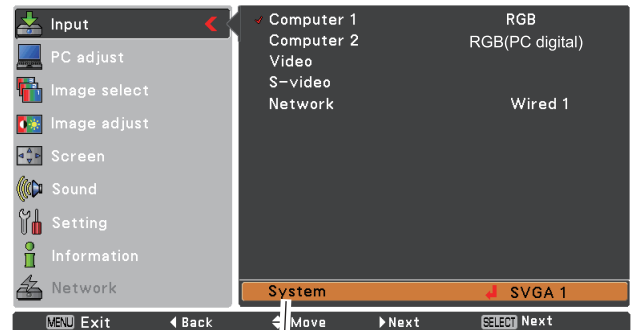 Input
PC adjust
Image select
Image adjust
Screen
Sound
Setting
Information
Network
Computer 1 RGB
Computer 2 RGB(PC digital)
Video
S-video
Network Wired 1
System SVGA 1
MENU Exit Back Move Next SELECT Next